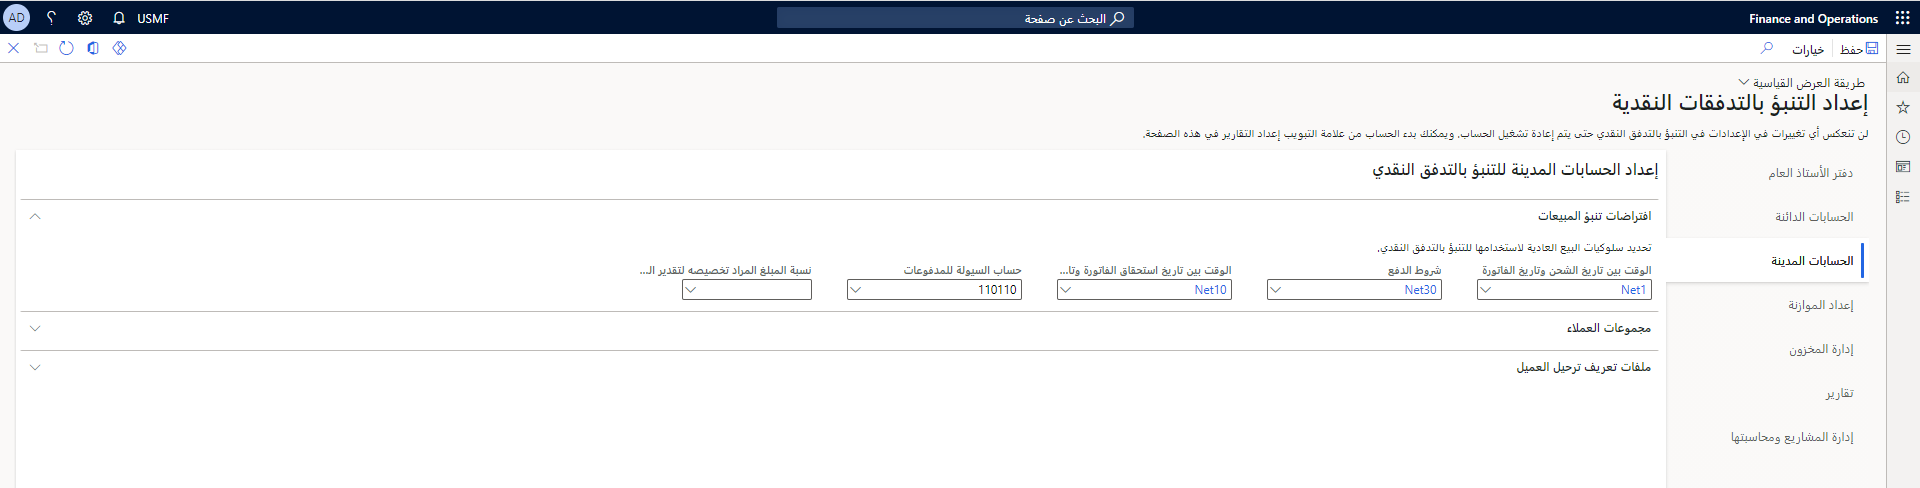 Finance and Operations
البحث عن صفحة
USMF
AD
حفظ
خيارات
طريقة العرض القياسية
إعداد التنبؤ بالتدفقات النقدية
لن تنعكس أي تغييرات في الإعدادات في التنبؤ بالتدفق النقدي حتى يتم إعادة تشغيل الحساب. ويمكنك بدء الحساب من علامة التبويب إعداد التقارير في هذه الصفحة.
دفتر الأستاذ العام
الحسابات الدائنة
الحسابات المدينة
إعداد الموازنة
إدارة المخزون
تقارير
إدارة المشاريع ومحاسبتها
إعداد الحسابات المدينة للتنبؤ بالتدفق النقدي
افتراضات تنبؤ المبيعات
تحديد سلوكيات البيع العادية لاستخدامها للتنبؤ بالتدفق النقدي.
الوقت بين تاريخ الشحن وتاريخ الفاتورة
Net1
شروط الدفع
Net30
الوقت بين تاريخ استحقاق الفاتورة وتا...
Net10
حساب السيولة للمدفوعات
110110
نسبة المبلغ المراد تخصيصه لتقدير ال...
مجموعات العملاء
ملفات تعريف ترحيل العميل